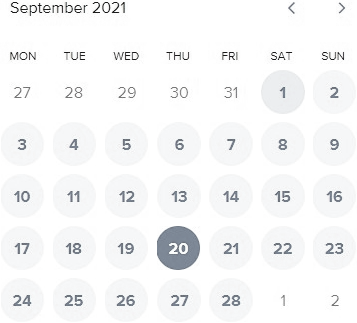 September 2021
MON TUE WED THU FRI SAT SUN
27 28 29 30 31 1 2
3 4 5 6 7 8 9
10 11 12 13 14 15 16
17 18 19 20 21 22 23
24 25 26 27 28 1 2